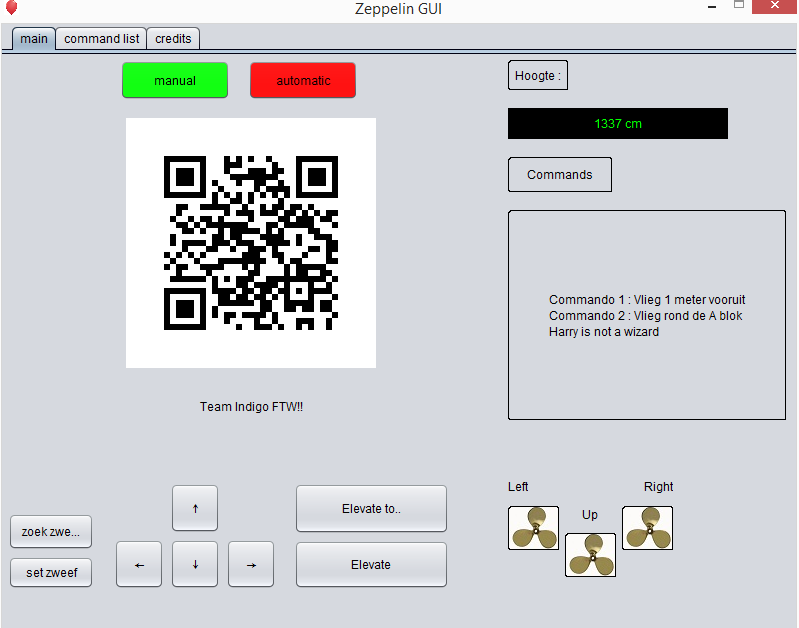 Zeppelin GUI
main command list credits
manual automatic
Hoogte :
1337 cm
Commands
Commando 1 : Vlieg 1 meter vooruit
Commando 2 : Vlieg rond de A blok
Harry is not a wizard
Team Indigo FTW!!
Left Right
Up
↑ Elevate to..
zoek zwe...
← ↓ → Elevate
set zweef